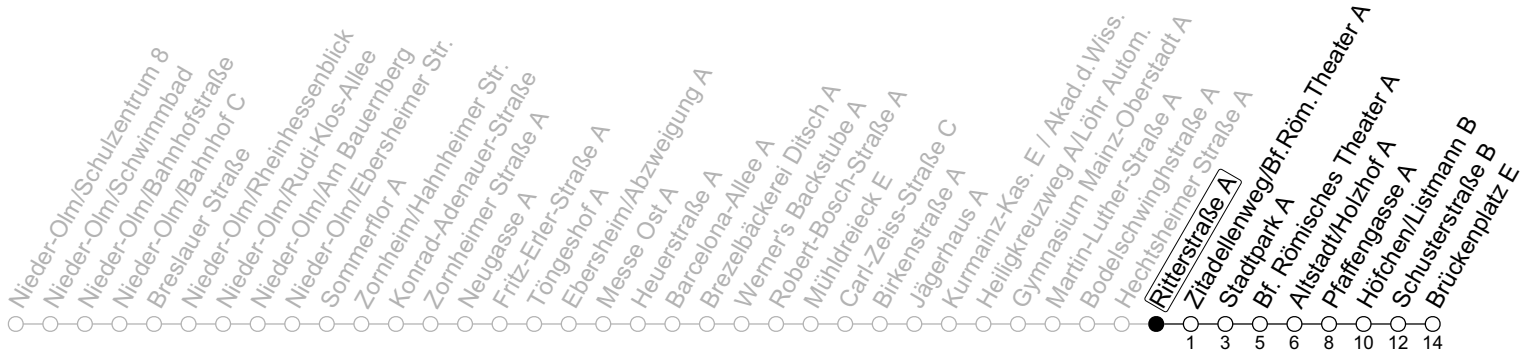 Nieder-Olm/Schulzentrum 8
Nieder-Olm/Schwimmbad
Nieder-Olm/Bahnhofstraße
Nieder-Olm/Bahnhof C
Breslauer Straße
Nieder-Olm/Rheinhessenblick
Nieder-Olm/Rudi-Klos-Allee
Nieder-Olm/Am Bauernberg
Nieder-Olm/Ebersheimer Str.
Sommerflor A
Zornheim/Hahnheimer Str.
Konrad-Adenauer-Straße
Zornheimer Straße A
Neugasse A
Fritz-Erler-Straße A
Töngeshof A
Ebersheim/Abzweigung A
Messe Ost A
Heuerstraße A
Barcelona-Allee A
Brezelbäckerei Ditsch A
Werner's Backstube A
Robert-Bosch-Straße A
Mühldreieck E
Carl-Zeiss-Straße C
Birkenstraße A
Jägerhaus A
Kurmainz-Kas. E / Akad.d.Wiss.
Heiligkreuzweg A/Löhr Autom.
Gymnasium Mainz-Oberstadt A
Martin-Luther-Straße A
Bodelschwinghstraße A
Hechtsheimer Straße A
Ritterstraße A
Zitadellenweg/Bf.Röm.Theater A
Stadtpark A
Bf. Römisches Theater A
Altstadt/Holzhof A
Pfaffengasse A
Höfchen/Listmann B
Schusterstraße B
Brückenplatz E
1 3 5 6 8 10 12 14